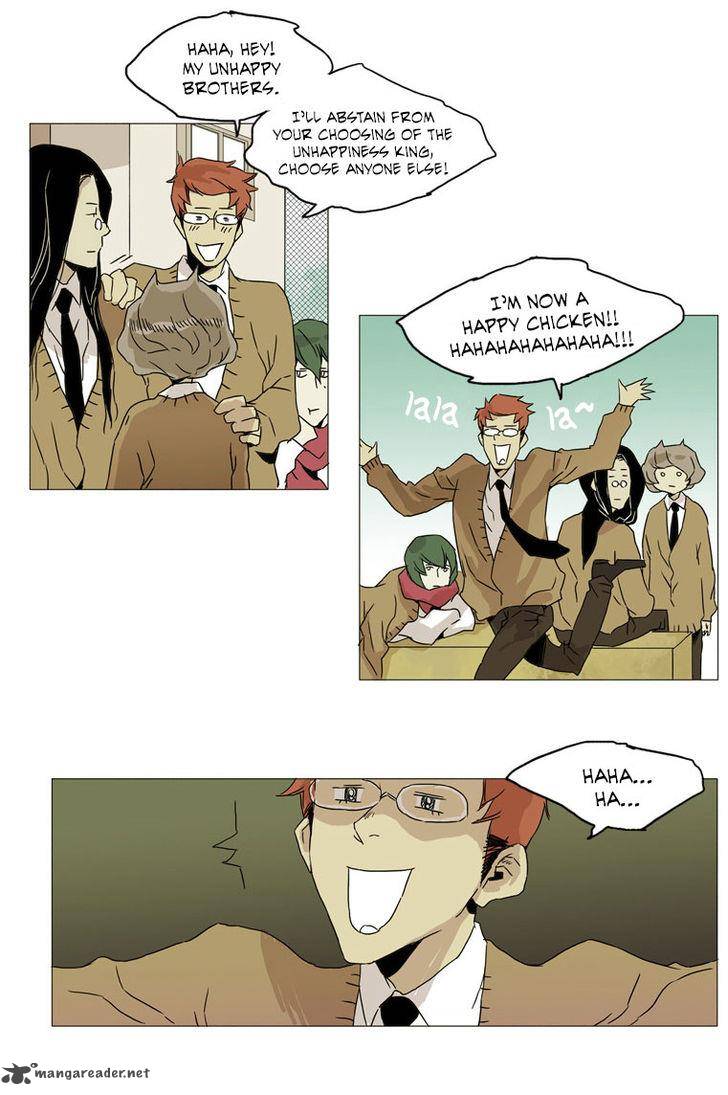 HAHA, HEY!
MY UNHAPPY
BROTHERS.
I'LL ABSTAIN FROM
YOUR CHOOSING OF THE
UNHAPPINESS KING,
CHOOSE ANYONE ELSE!
I'M NOW A
HAPPY CHICKEN!!
HAHAHAHAHAHAHA!!!
lala la~
HAHA...
HA...
mangareader.net